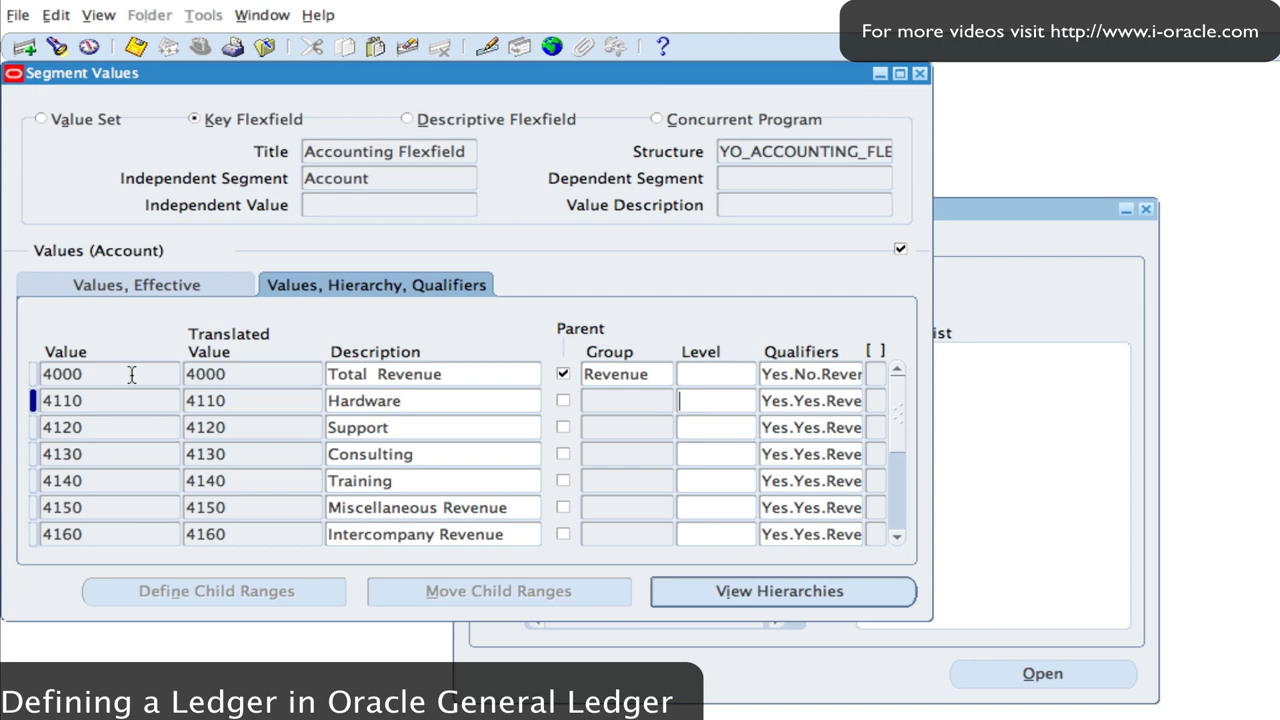 File Edit View Folder Tools Window Help
For more videos visit http://www.i-oracle.com
Segment Values
Value Set Key Flexfield Descriptive Flexfield Concurrent Program
Title Accounting Flexfield Structure YO_ACCOUNTING_FLE
Independent Segment Account Dependent Segment
Independent Value Value Description
Values (Account)
Values, Effective Values, Hierarchy, Qualifiers
ist
Parent
Translated
Value Value Description Group Level Qualifiers [ ]
4000 4000 Total Revenue Revenue Yes.No.Rever
4110 4110 Hardware Yes.Yes.Reve
4120 4120 Support Yes.Yes.Reve
4130 4130 Consulting Yes.Yes.Reve
4140 4140 Training Yes.Yes.Reve
4150 4150 Miscellaneous Revenue Yes.Yes.Reve
4160 4160 Intercompany Revenue Yes.Yes.Reve
Define Child Ranges Move Child Ranges View Hierarchies
Open
Defining a Ledger in Oracle General Ledger